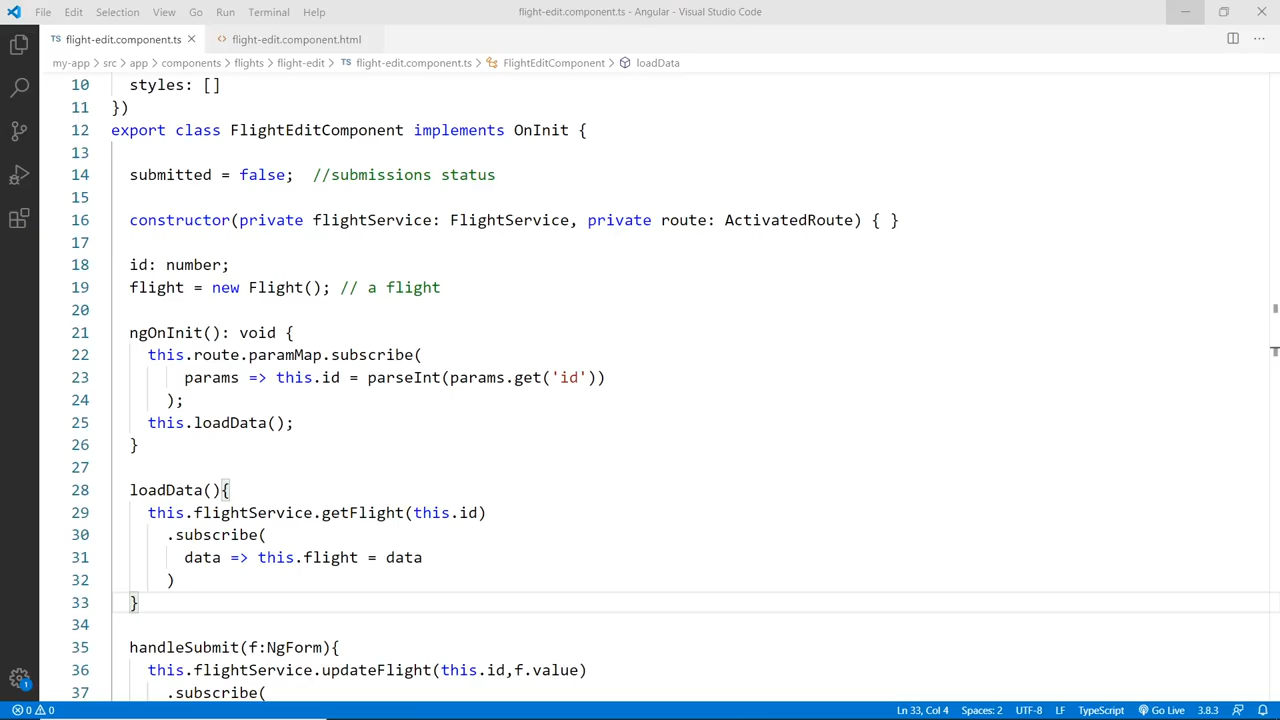 File Edit Selection View Go Run Terminal Help flight-edit.component.ts - Angular - Visual Studio Code
TS flight-edit.component.ts × <> flight-edit.component.html
my-app > src > app > components > flights > flight-edit > TS flight-edit.component.ts > FlightEditComponent > loadData
10 styles: []
11 })
12 export class FlightEditComponent implements OnInit {
13
14 submitted = false; //submissions status
15
16 constructor(private flightService: FlightService, private route: ActivatedRoute) { }
17
18 id: number;
19 flight = new Flight(); // a flight
20
21 ngOnInit(): void {
22 this.route.paramMap.subscribe(
23 params => this.id = parseInt(params.get('id'))
24 );
25 this.loadData();
26 }
27
28 loadData(){
29 this.flightService.getFlight(this.id)
30 .subscribe(
31 data => this.flight = data
32 )
33 }
34
35 handleSubmit(f:NgForm){
36 this.flightService.updateFlight(this.id,f.value)
37 .subscribe(
1
0 0 Ln 33, Col 4 Spaces: 2 UTF-8 LF TypeScript Go Live 3.8.3